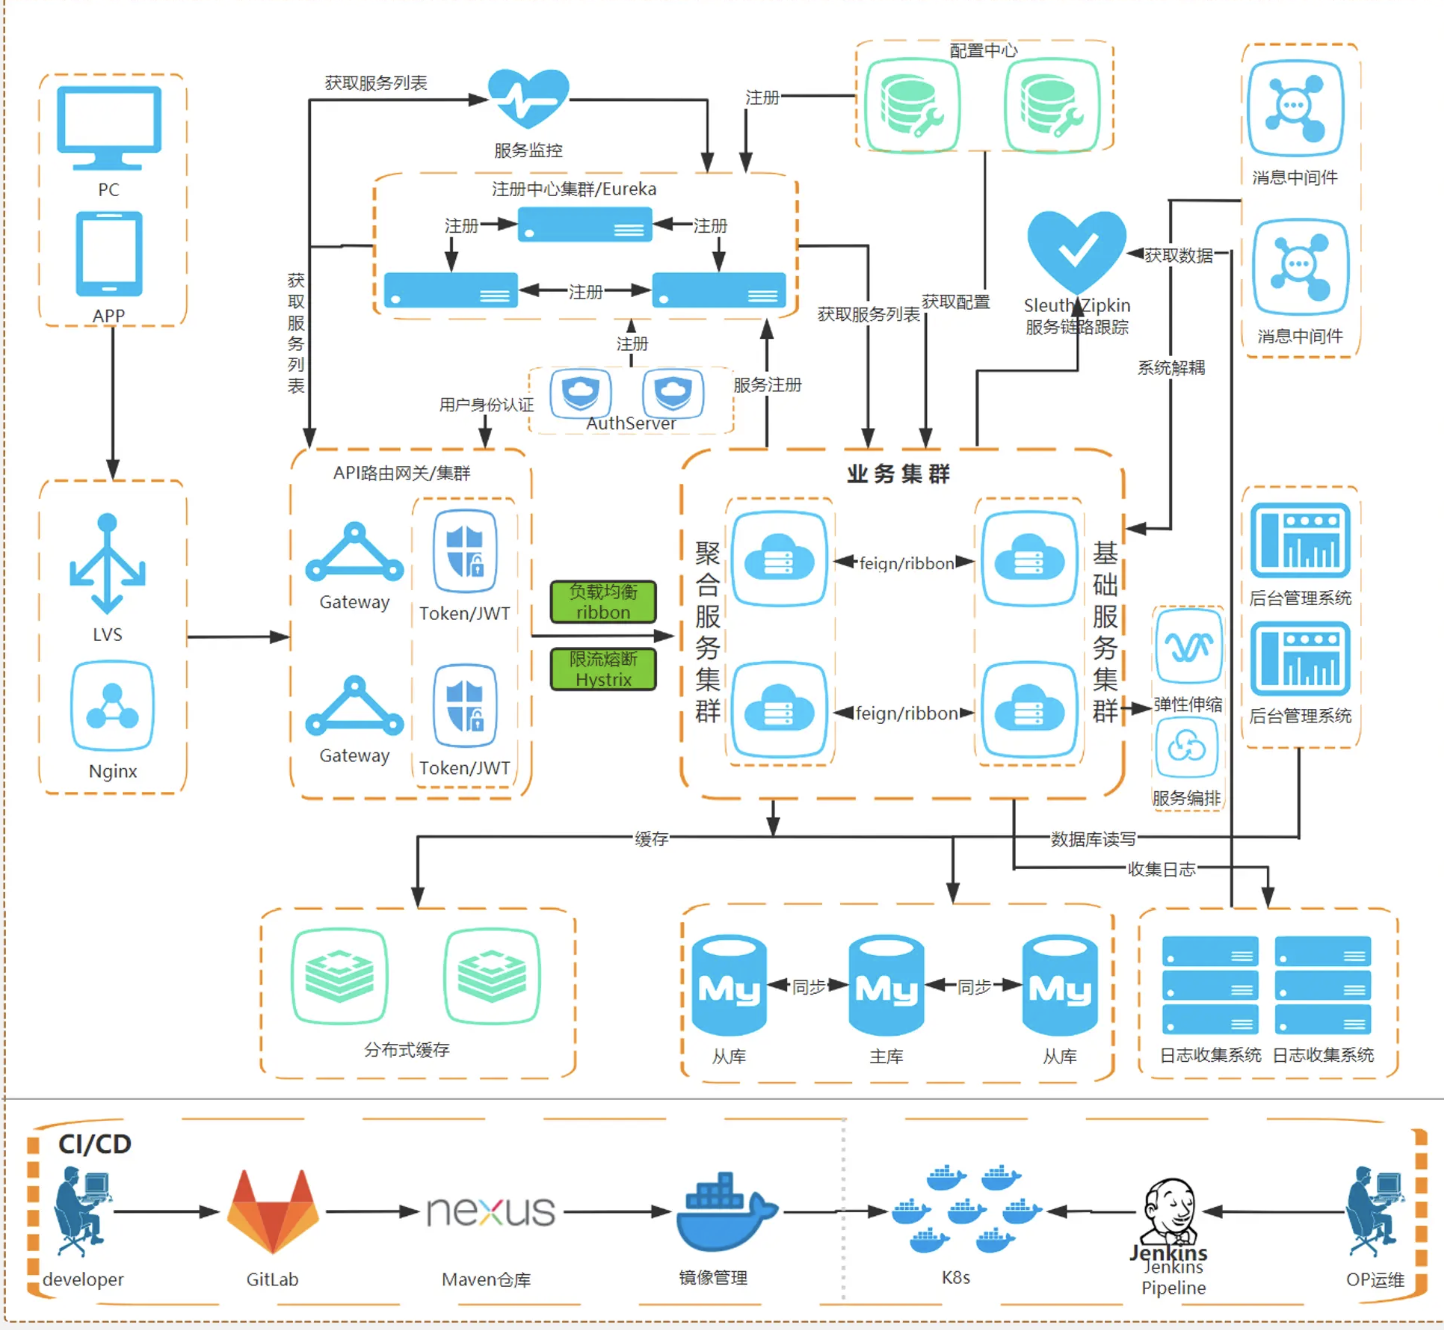 配置中心
获取服务列表
注册
服务监控
消息中间件
PC
注册中心集群/Eureka
注册
注册
获取数据
消息中间件
获
取
服
务
列
表
注册
获取服务列表
获取配置
Sleuth/Zipkin
服务链路跟踪
APP
注册
系统解耦
服务注册
用户身份认证
AuthServer
API路由网关/集群
业务集群
Gateway
Token/JWT
负载均衡
ribbon
限流熔断
Hystrix
聚
合
服
务
集
群
feign/ribbon
feign/ribbon
基
础
服
务
集
群
后台管理系统
后台管理系统
弹性伸缩
服务编排
LVS
Nginx
Gateway
Token/JWT
缓存
数据库读写
收集日志
分布式缓存
My
同步
My
同步
My
从库
主库
从库
日志收集系统
日志收集系统
CI/CD
nexus
Jenkins
developer
GitLab
Maven仓库
镜像管理
K8s
Jenkins
Pipeline
OP运维